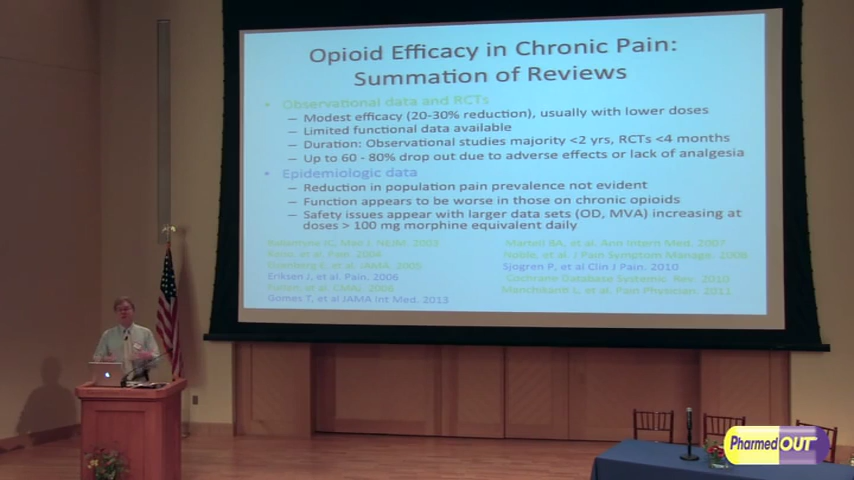 Opioid Efficacy in Chronic Pain:
Summation of Reviews
• Observational data and RCTs
– Modest efficacy (20-30% reduction), usually with lower doses
– Limited functional data available
– Duration: Observational studies majority <2 yrs, RCTs <4 months
– Up to 60 - 80% drop out due to adverse effects or lack of analgesia
• Epidemiologic data
– Reduction in population pain prevalence not evident
– Function appears to be worse in those on chronic opioids
– Safety issues appear with larger data sets (OD, MVA) increasing at
doses > 100 mg morphine equivalent daily
Ballantyne JC, Mao J. NEJM. 2003
et al. Pain. 2004
et al. JAMA. 2005
Eriksen J, et al. Pain. 2006
et al. CMAJ. 2006
Gomes T, et al JAMA Int Med. 2013
Martell BA, et al. Ann Intern Med. 2007
et al. J Pain Symptom Manage. 2008
Sjogren P, et al Clin J Pain. 2010
Cochrane Database Systems. Rev. 2010
Manchikanti L, et al. Pain Physician. 2011
PharmedOUT